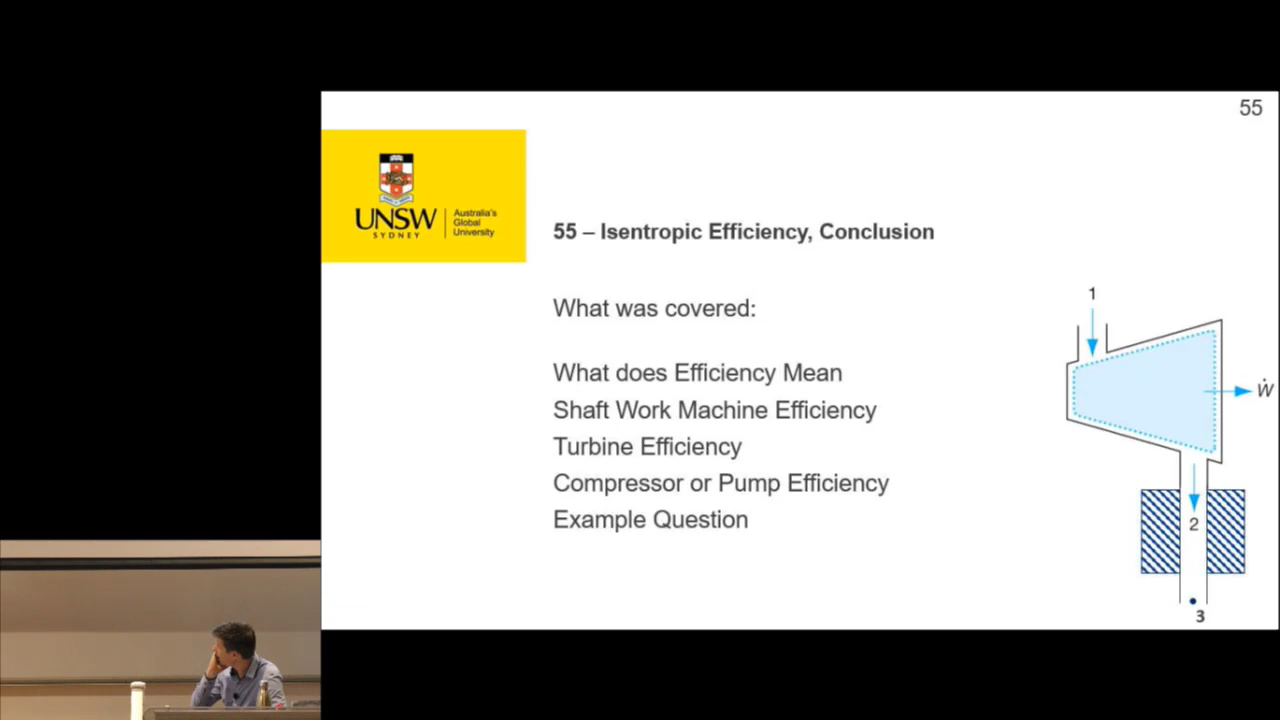 55
UNSW
SYDNEY
Australia's
Global
University
55 – Isentropic Efficiency, Conclusion
What was covered:
What does Efficiency Mean
Shaft Work Machine Efficiency
Turbine Efficiency
Compressor or Pump Efficiency
Example Question
1
Ẇ
2
3